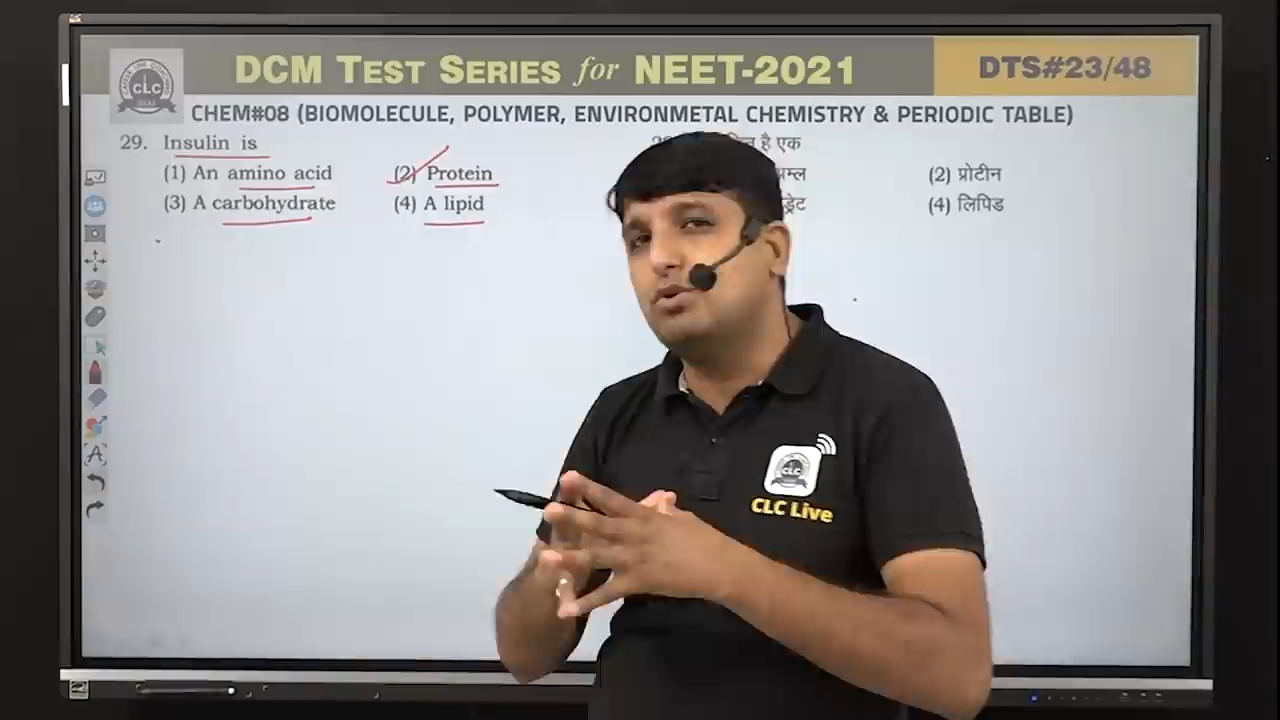 DCM TEST SERIES for NEET-2021
DTS#23/48
CLC
CHEM#08 (BIOMOLECULE, POLYMER, ENVIRONMETAL CHEMISTRY & PERIODIC TABLE)
29. Insulin is
है एक
(1) An amino acid
(2) Protein
(2) प्रोटीन
(3) A carbohydrate
(4) A lipid
(4) लिपिड
CLC
CLC Live